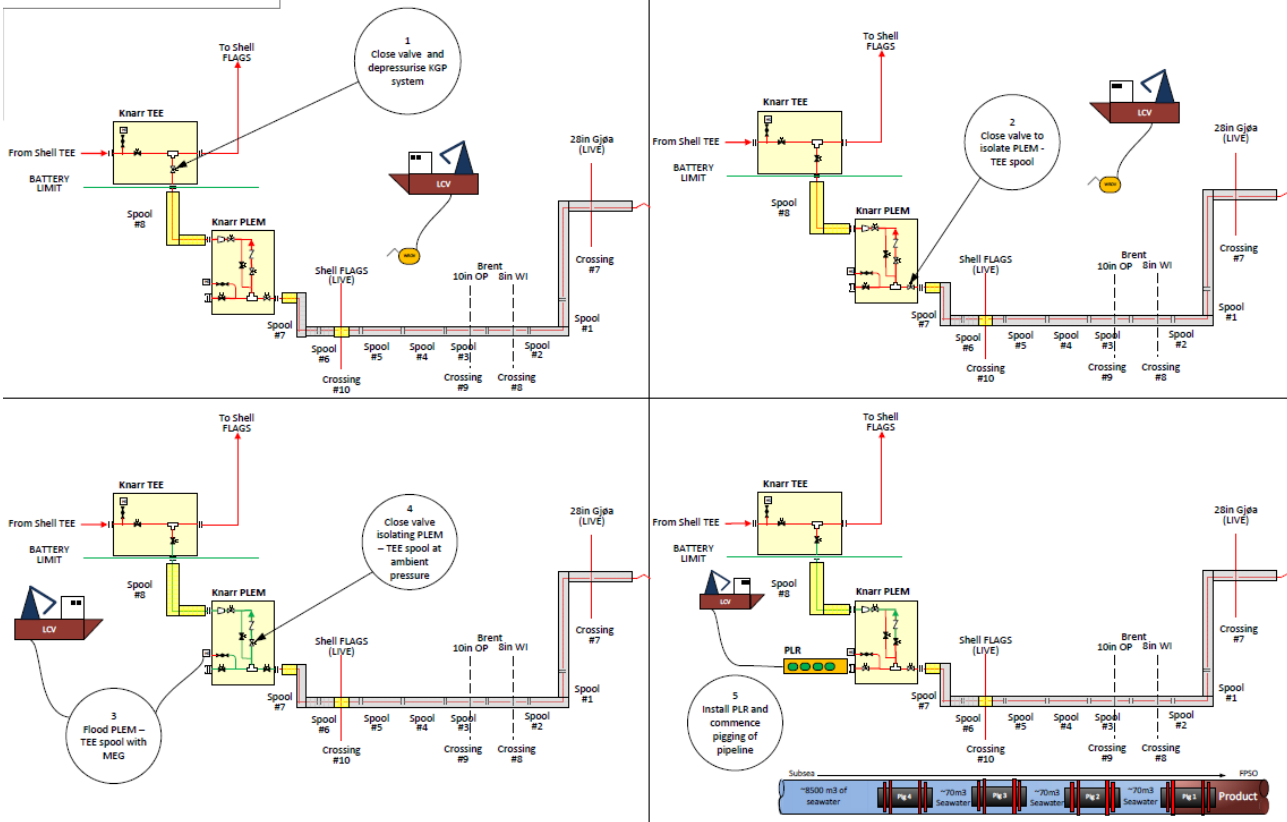 1
Close valve and
depressurise KGP
system
To Shell
FLAGS
Knarr TEE
From Shell TEE
BATTERY
LIMIT
Spool
#8
Knarr PLEM
LCV
28in Gjøa
(LIVE)
Crossing
#7
Shell FLAGS
(LIVE)
Brent
10in OP
8in WI
Spool
#1
Spool
#7
Spool
#6
Spool
#5
Spool
#4
Spool
#3
Spool
#2
Crossing
#10
Crossing
#9
Crossing
#8
To Shell
FLAGS
2
Close valve to
isolate PLEM -
TEE spool
LCV
Knarr TEE
From Shell TEE
BATTERY
LIMIT
Spool
#8
Knarr PLEM
28in Gjøa
(LIVE)
Crossing
#7
Shell FLAGS
(LIVE)
Brent
10in OP
8in WI
Spool
#1
Spool
#7
Spool
#6
Spool
#5
Spool
#4
Spool
#3
Spool
#2
Crossing
#10
Crossing
#9
Crossing
#8
To Shell
FLAGS
Knarr TEE
From Shell TEE
BATTERY
LIMIT
4
Close valve
isolating PLEM
– TEE spool at
ambient
pressure
Spool
#8
Knarr PLEM
LCV
28in Gjøa
(LIVE)
Crossing
#7
Shell FLAGS
(LIVE)
Brent
10in OP
8in WI
Spool
#1
Spool
#7
3
Flood PLEM –
TEE spool with
MEG
Spool
#6
Spool
#5
Spool
#4
Spool
#3
Spool
#2
Crossing
#10
Crossing
#9
Crossing
#8
To Shell
FLAGS
Knarr TEE
From Shell TEE
BATTERY
LIMIT
Spool
#8
Knarr PLEM
LCV
PLR
28in Gjøa
(LIVE)
Crossing
#7
Shell FLAGS
(LIVE)
Brent
10in OP
8in WI
Spool
#1
Spool
#7
5
Install PLR and
commence
pigging of
pipeline
Spool
#6
Spool
#5
Spool
#4
Spool
#3
Spool
#2
Crossing
#10
Crossing
#9
Crossing
#8
Subsea
FPSO
~8500 m3 of
seawater
Pig 4
~70m3
Seawater
Pig 3
~70m3
Seawater
Pig 2
~70m3
Seawater
Pig 1
Product